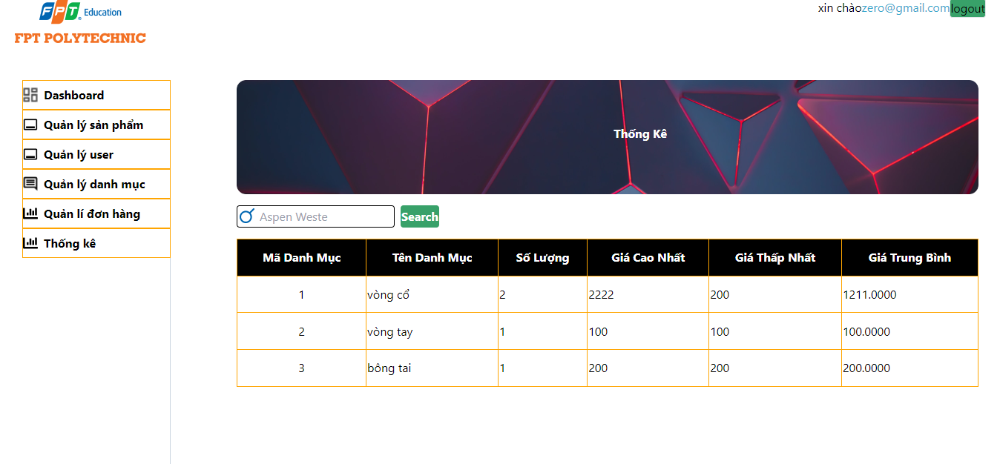 FPT Education
FPT POLYTECHNIC
xin chàozero@gmail.comlogout
Dashboard
Quản lý sản phẩm
Quản lý user
Quản lý danh mục
Quản lí đơn hàng
Thống kê
Thống Kê
Aspen Weste Search
Mã Danh Mục Tên Danh Mục Số Lượng Giá Cao Nhất Giá Thấp Nhất Giá Trung Bình
1 vòng cổ 2 2222 200 1211.0000
2 vòng tay 1 100 100 100.0000
3 bông tai 1 200 200 200.0000